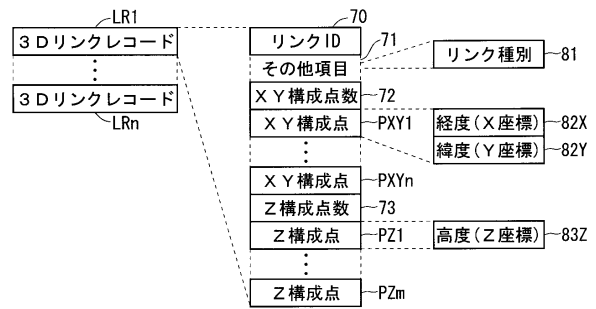 LR1
3Dリンクレコード
3Dリンクレコード
LRn
70
リンクID
71
その他項目
XY構成点数
72
XY構成点
PXY1
XY構成点
PXYn
Z構成点数
73
Z構成点
PZ1
Z構成点
PZm
リンク種別
81
経度(X座標)
82X
緯度(Y座標)
82Y
高度(Z座標)
83Z